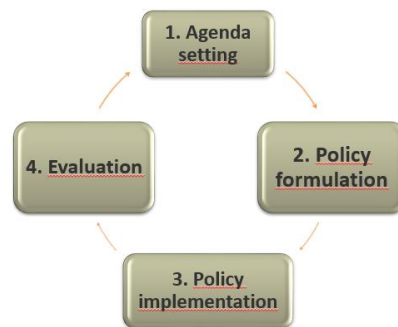 1. Agenda
setting
2. Policy
formulation
3. Policy
implementation
4. Evaluation